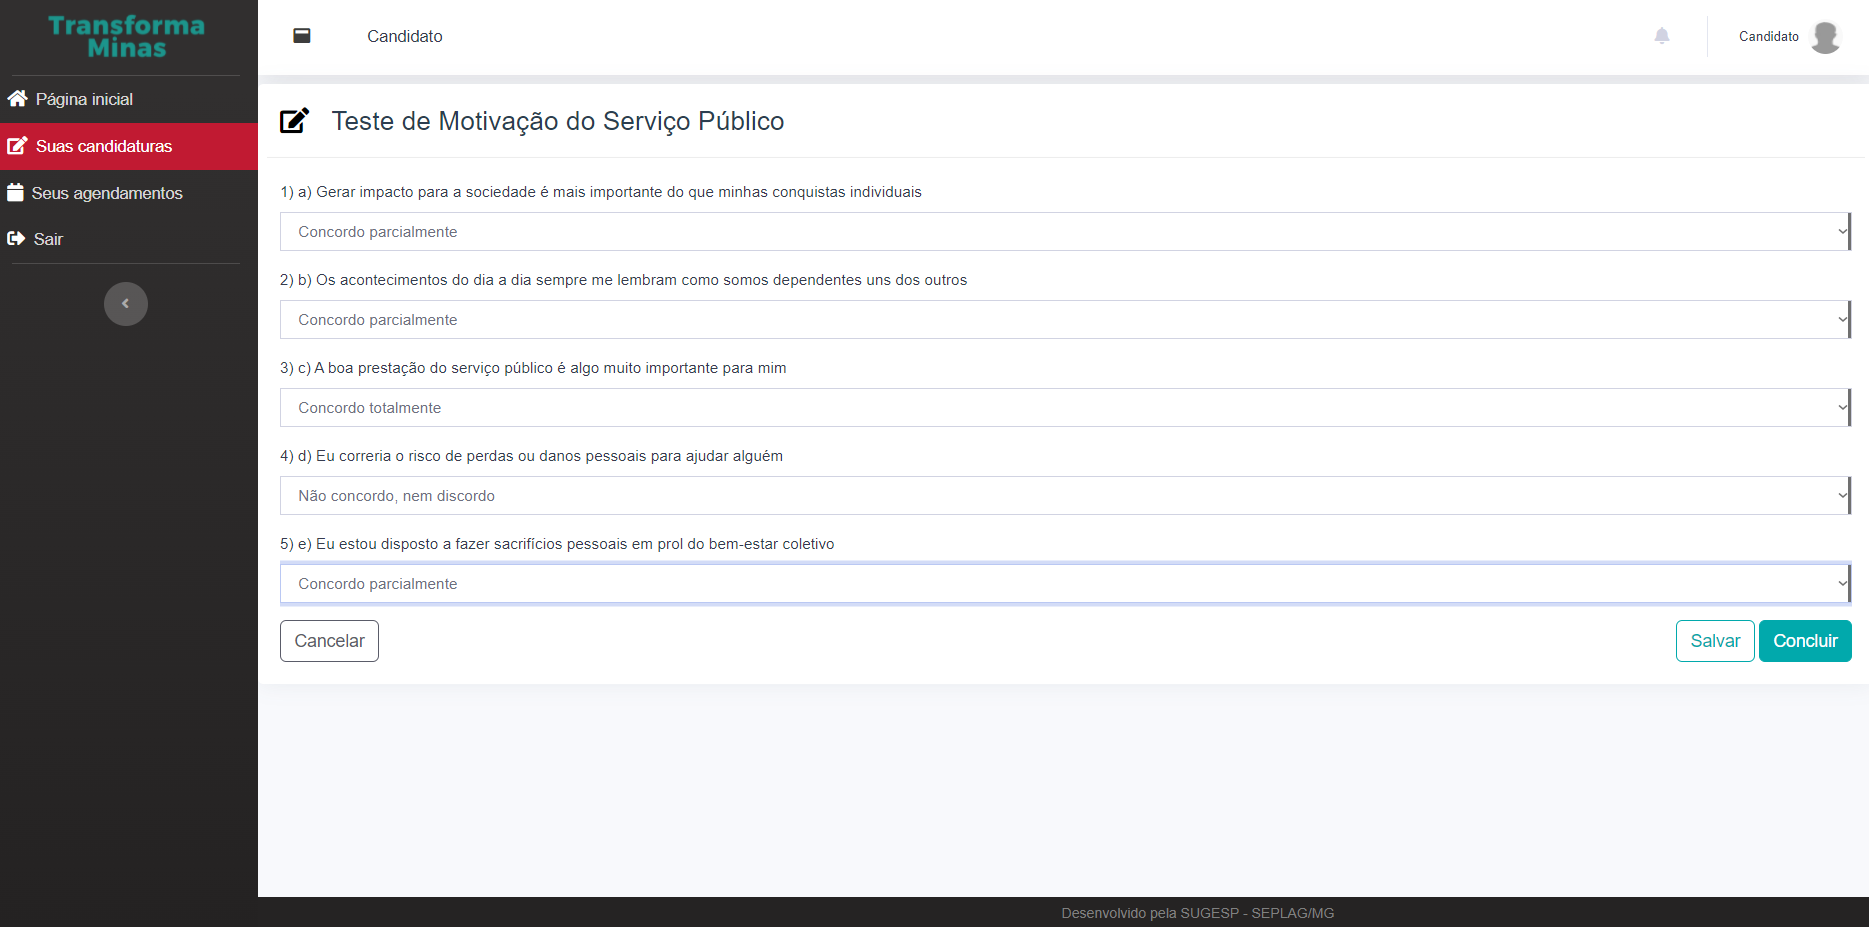 Transforma
Minas
Página inicial
Suas candidaturas
Seus agendamentos
Sair
Candidato
Candidato
Teste de Motivação do Serviço Público
1) a) Gerar impacto para a sociedade é mais importante do que minhas conquistas individuais
Concordo parcialmente
2) b) Os acontecimentos do dia a dia sempre me lembram como somos dependentes uns dos outros
Concordo parcialmente
3) c) A boa prestação do serviço público é algo muito importante para mim
Concordo totalmente
4) d) Eu correria o risco de perdas ou danos pessoais para ajudar alguém
Não concordo, nem discordo
5) e) Eu estou disposto a fazer sacrifícios pessoais em prol do bem-estar coletivo
Concordo parcialmente
Cancelar
Salvar
Concluir
Desenvolvido pela SUGESP - SEPLAG/MG